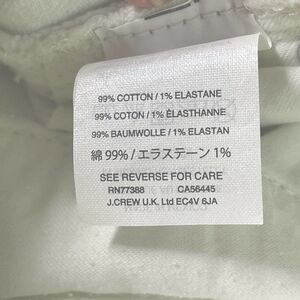 99% COTTON / 1% ELASTANE
99% COTON / 1% ÉLASTHANNE
99% BAUMWOLLE / 1% ELASTAN
綿 99% / エラステーン 1%
SEE REVERSE FOR CARE
RN77388 CA56445
J.CREW U.K. Ltd EC4V 6JA